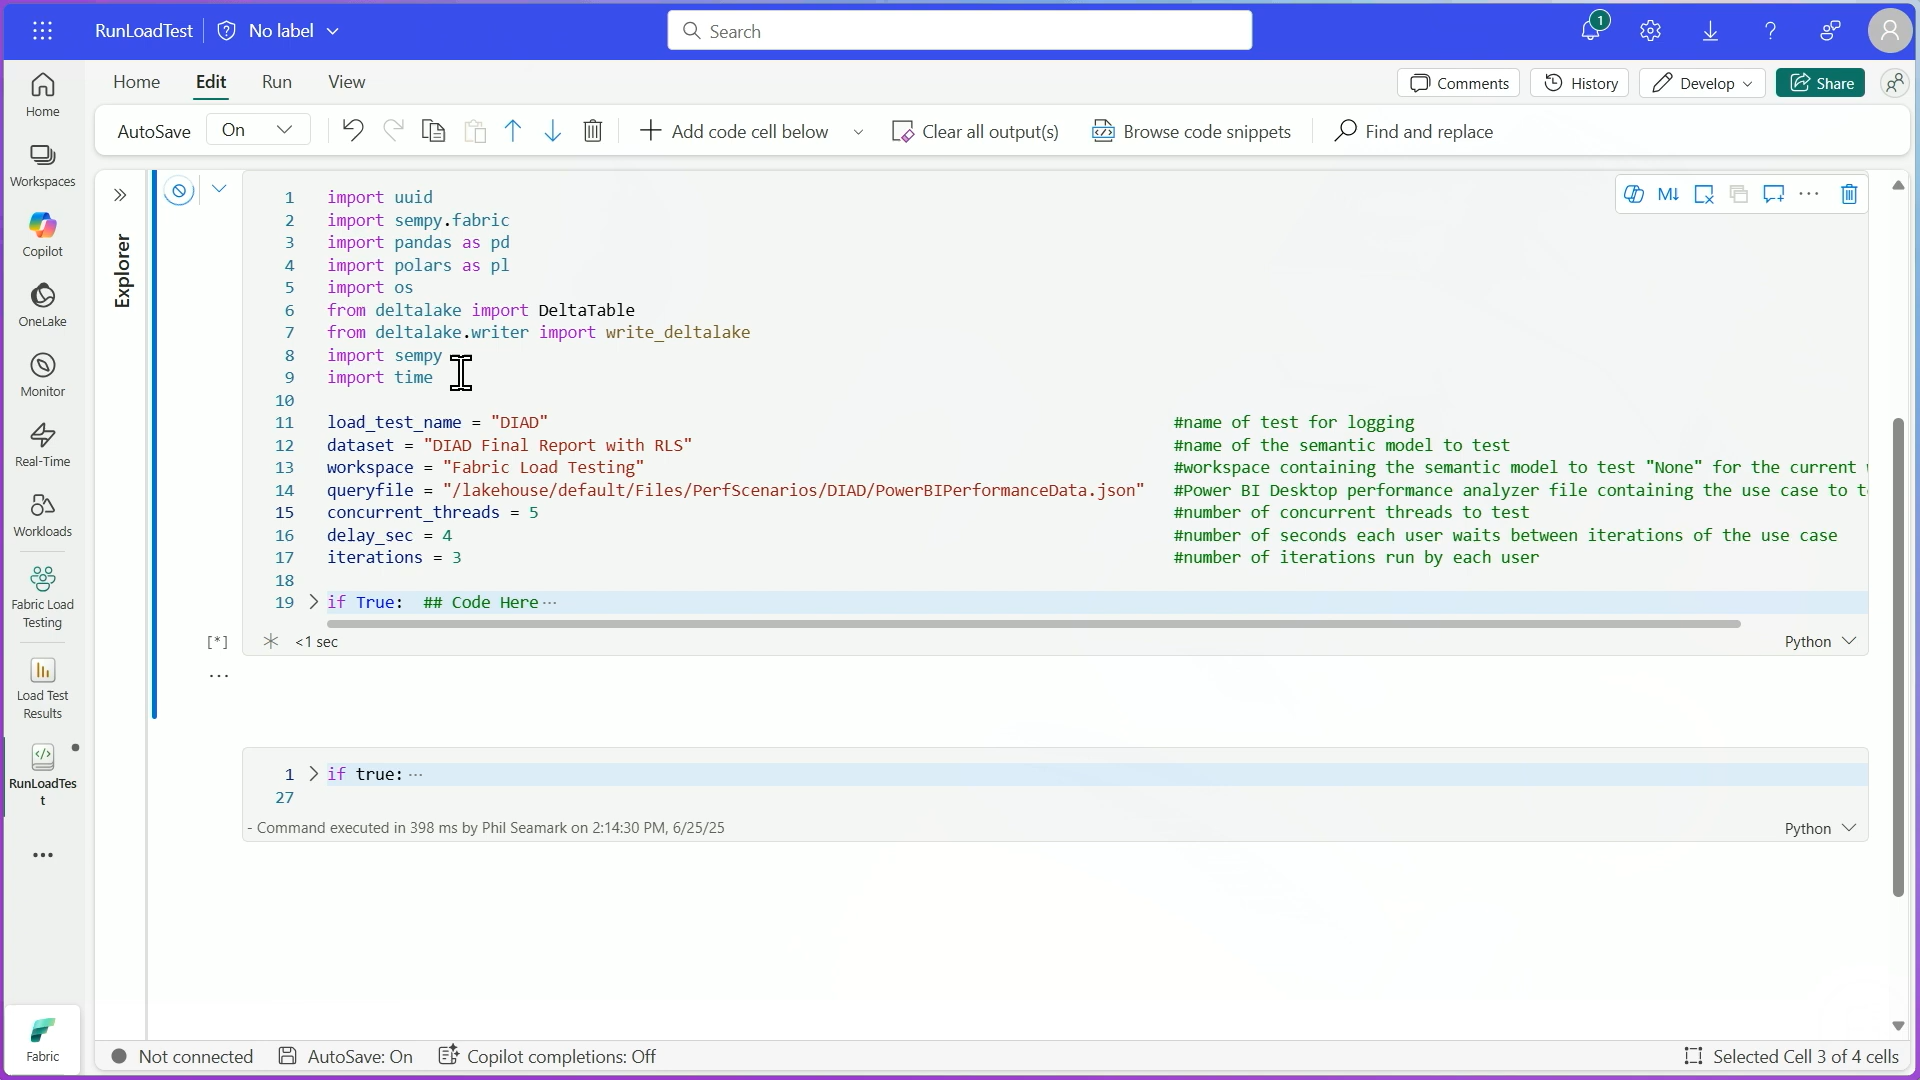 RunLoadTest
No label
Search
1
Home
Edit
Run
View
Comments
History
Develop
Share
AutoSave
On
Add code cell below
Clear all output(s)
Browse code snippets
Find and replace
Home
Workspaces
Copilot
OneLake
Monitor
Real-Time
Workloads
Fabric Load
Testing
Load Test
Results
RunLoadTes
t
Fabric
Explorer
M↓
1 import uuid
2 import sempy.fabric
3 import pandas as pd
4 import polars as pl
5 import os
6 from deltalake import DeltaTable
7 from deltalake.writer import write_deltalake
8 import sempy
9 import time
10
11 load_test_name = "DIAD" #name of test for logging
12 dataset = "DIAD Final Report with RLS" #name of the semantic model to test
13 workspace = "Fabric Load Testing" #workspace containing the semantic model to test "None" for the current
14 queryfile = "/lakehouse/default/Files/PerfScenarios/DIAD/PowerBIPerformanceData.json" #Power BI Desktop performance analyzer file containing the use case to t
15 concurrent_threads = 5 #number of concurrent threads to test
16 delay_sec = 4 #number of seconds each user waits between iterations of the use case
17 iterations = 3 #number of iterations run by each user
18
19 if True: ## Code Here ···
[*] <1 sec
Python
...
1 if true: ···
27
- Command executed in 398 ms by Phil Seamark on 2:14:30 PM, 6/25/25
Python
Not connected
AutoSave: On
Copilot completions: Off
Selected Cell 3 of 4 cells